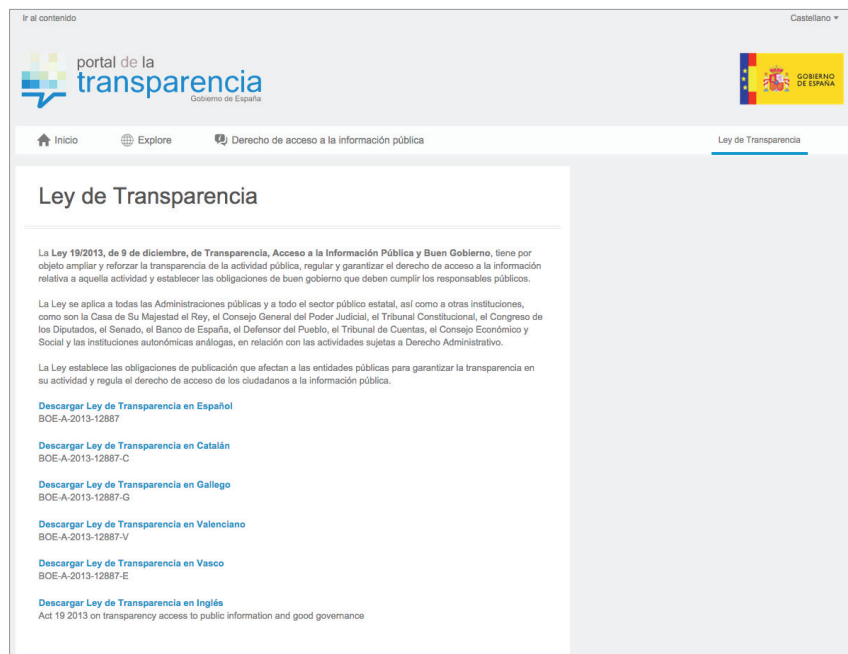 Ir al contenido
Castellano
portal de la
transparencia
Gobierno de España
GOBIERNO
DE ESPAÑA
Inicio
Explore
Derecho de acceso a la información pública
Ley de Transparencia
Ley de Transparencia
La Ley 19/2013, de 9 de diciembre, de Transparencia, Acceso a la Información Pública y Buen Gobierno, tiene por
objeto ampliar y reforzar la transparencia de la actividad pública, regular y garantizar el derecho de acceso a la información
relativa a aquella actividad y establecer las obligaciones de buen gobierno que deben cumplir los responsables públicos.
La Ley se aplica a todas las Administraciones públicas y a todo el sector público estatal, así como a otras instituciones,
como son la Casa de Su Majestad el Rey, el Consejo General del Poder Judicial, el Tribunal Constitucional, el Congreso de
los Diputados, el Senado, el Banco de España, el Defensor del Pueblo, el Tribunal de Cuentas, el Consejo Económico y
Social y las instituciones autonómicas análogas, en relación con las actividades sujetas a Derecho Administrativo.
La Ley establece las obligaciones de publicación que afectan a las entidades públicas para garantizar la transparencia en
su actividad y regula el derecho de acceso de los ciudadanos a la información pública.
Descargar Ley de Transparencia en Español
BOE-A-2013-12887
Descargar Ley de Transparencia en Catalán
BOE-A-2013-12887-C
Descargar Ley de Transparencia en Gallego
BOE-A-2013-12887-G
Descargar Ley de Transparencia en Valenciano
BOE-A-2013-12887-V
Descargar Ley de Transparencia en Vasco
BOE-A-2013-12887-E
Descargar Ley de Transparencia en Inglés
Act 19 2013 on transparency access to public information and good governance